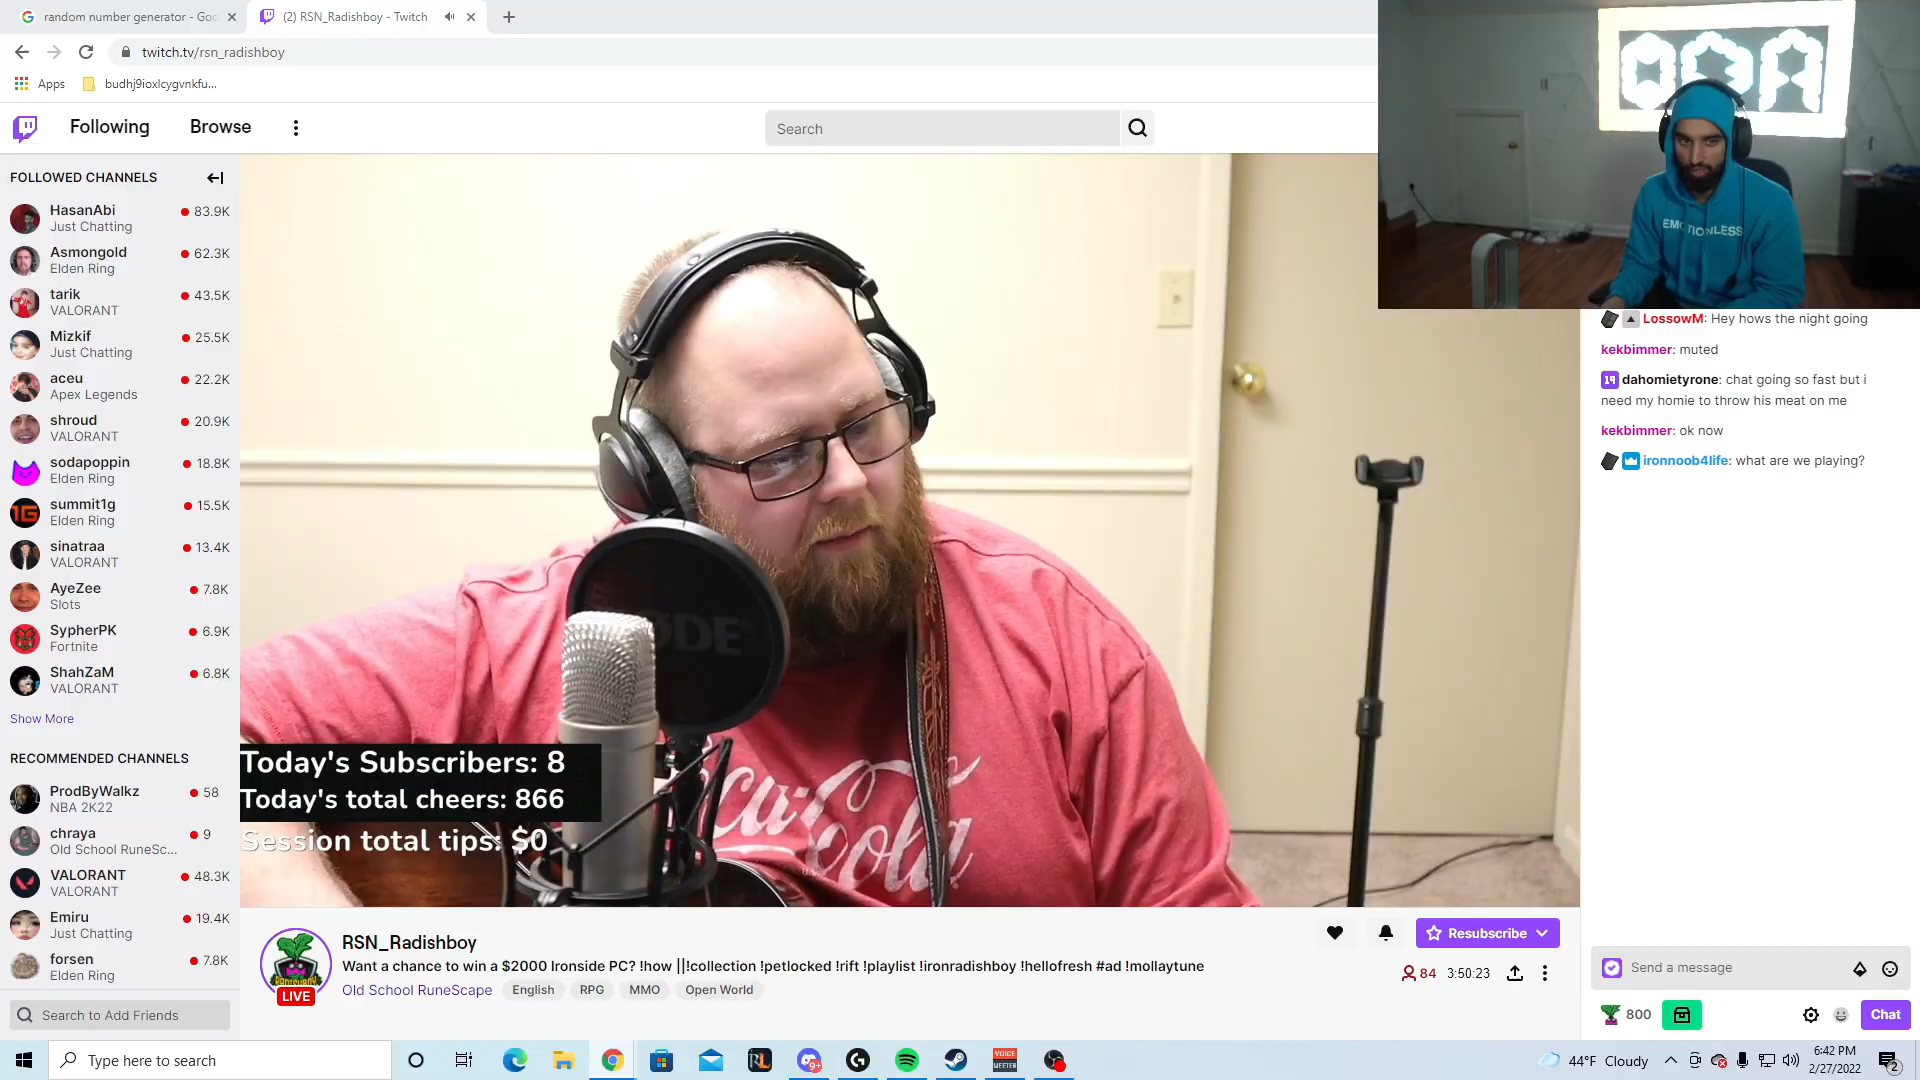 random number generator - Goo
(2) RSN_Radishboy - Twitch
twitch.tv/rsn_radishboy
Apps
budhj9ioxlcygvnkfu...
Following
Browse
Search
EMOTIONLESS
FOLLOWED CHANNELS
HasanAbi
Just Chatting
83.9K
Asmongold
Elden Ring
62.3K
tarik
VALORANT
43.5K
Mizkif
Just Chatting
25.5K
aceu
Apex Legends
22.2K
shroud
VALORANT
20.9K
sodapoppin
Elden Ring
18.8K
summit1g
Elden Ring
15.5K
sinatraa
VALORANT
13.4K
AyeZee
Slots
7.8K
SypherPK
Fortnite
6.9K
ShahZaM
VALORANT
6.8K
Show More
RECOMMENDED CHANNELS
ProdByWalkz
NBA 2K22
58
chraya
Old School RuneSc...
9
VALORANT
VALORANT
48.3K
Emiru
Just Chatting
19.4K
forsen
Elden Ring
7.8K
Search to Add Friends
Today's Subscribers: 8
Today's total cheers: 866
Session total tips: $0
RSN_Radishboy
Want a chance to win a $2000 Ironside PC? !how ||!collection !petlocked !rift !playlist !ironradishboy !hellofresh #ad !mollaytune
Old School RuneScape
English
RPG
MMO
Open World
LIVE
Resubscribe
84
3:50:23
LossowM: Hey hows the night going
kekbimmer: muted
dahomietyrone: chat going so fast but i
need my homie to throw his meat on me
kekbimmer: ok now
ironnoob4life: what are we playing?
Send a message
800
Chat
Type here to search
9+
VOICE
MEETER
44°F Cloudy
6:42 PM
2/27/2022
2